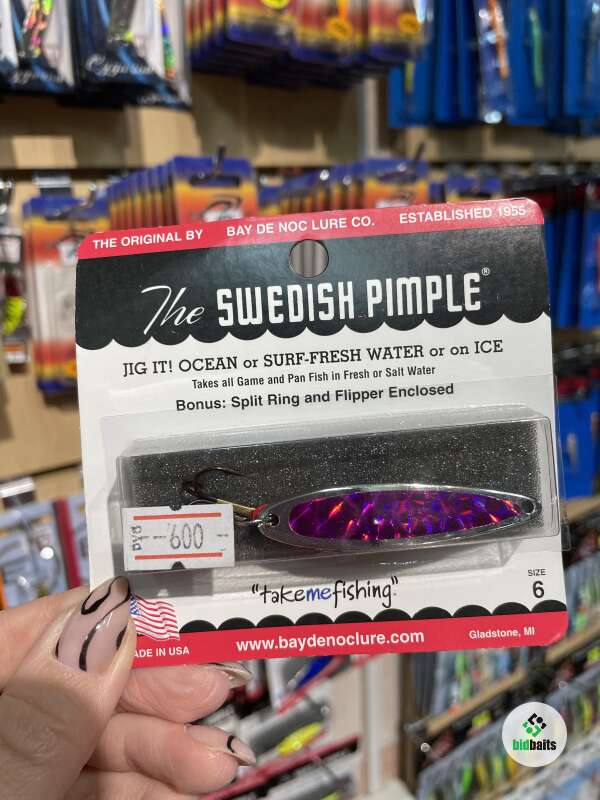 THE ORIGINAL BY BAY DE NOC LURE CO. ESTABLISHED 1955
The SWEDISH PIMPLE®
JIG IT! OCEAN or SURF-FRESH WATER or on ICE
Takes all Game and Pan Fish in Fresh or Salt Water
Bonus: Split Ring and Flipper Enclosed
РУБ -600-
"takemefishing".
SIZE
6
ADE IN USA www.baydenoclure.com Gladstone, MI
bidbaits